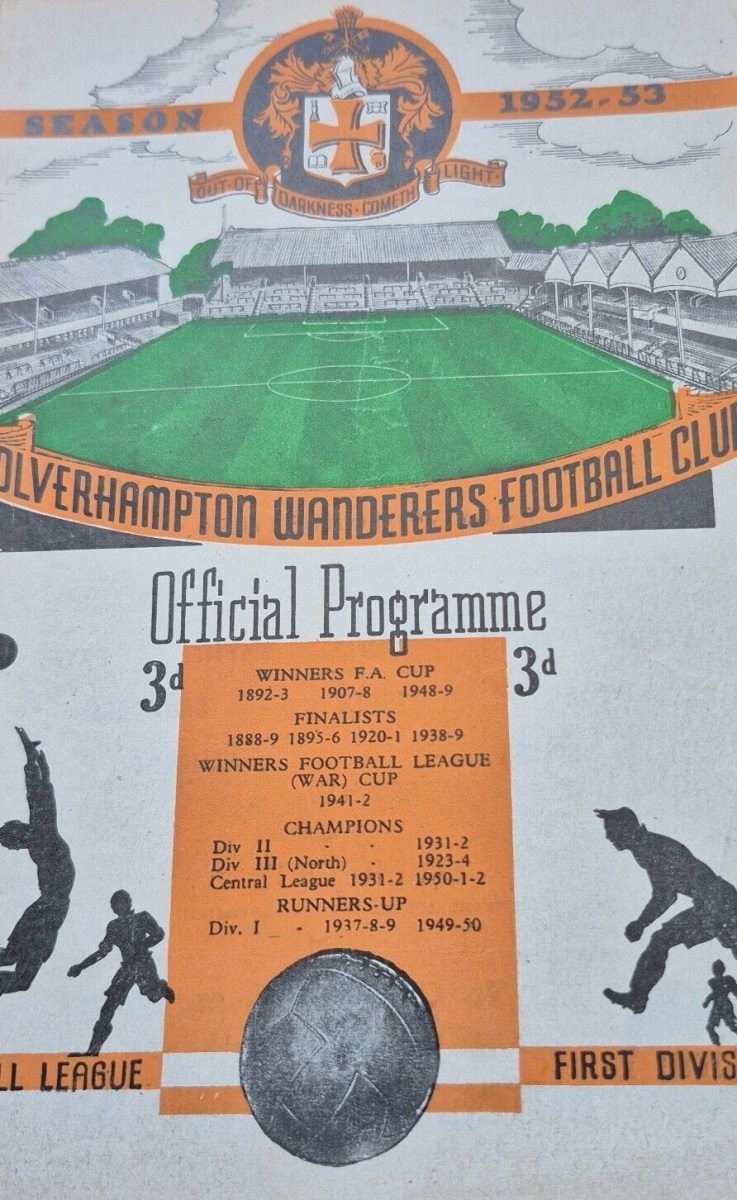 SEASON
1952-53
OUT·OF· DARKNESS·COMETH LIGHT·
OLVERHAMPTON WANDERERS FOOTBALL CLU
Official Programme
3d 3d
WINNERS F.A. CUP
1892-3 1907-8 1948-9
FINALISTS
1888-9 1895-6 1920-1 1938-9
WINNERS FOOTBALL LEAGUE
(WAR) CUP
1941-2
CHAMPIONS
Div II - - 1931-2
Div III (North) - 1923-4
Central League 1931-2 1950-1-2
RUNNERS-UP
Div. I - 1937-8-9 1949-50
LL LEAGUE
FIRST DIVIS